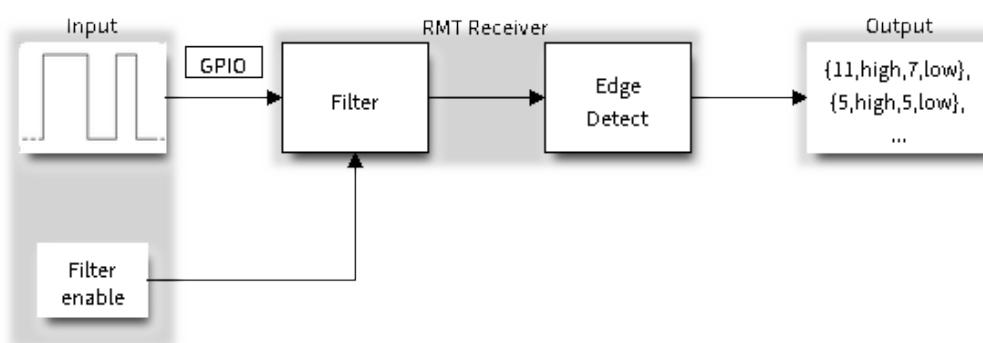 Input
RMT Receiver
Output
GPIO
Filter
Edge
Detect
{11,high,7,low},
{5,high,5,low},
...
Filter
enable